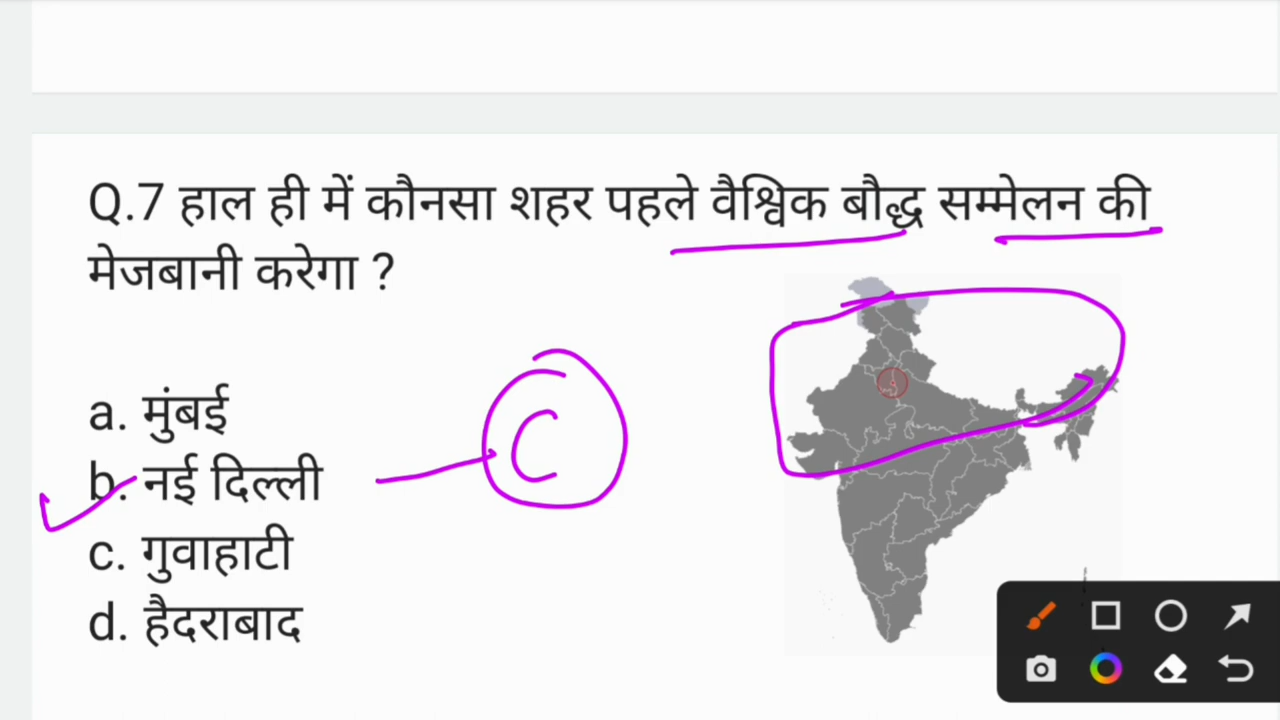 Q.7 हाल ही में कौनसा शहर पहले वैश्विक बौद्ध सम्मेलन की
मेजबानी करेगा ?
a. मुंबई
b. नई दिल्ली
C
c. गुवाहाटी
d. हैदराबाद